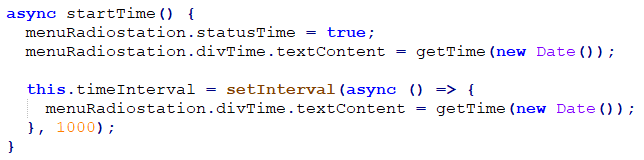 async startTime() {
  menuRadiostation.statusTime = true;
  menuRadiostation.divTime.textContent = getTime(new Date());

  this.timeInterval = setInterval(async () => {
    menuRadiostation.divTime.textContent = getTime(new Date());
  }, 1000);
}